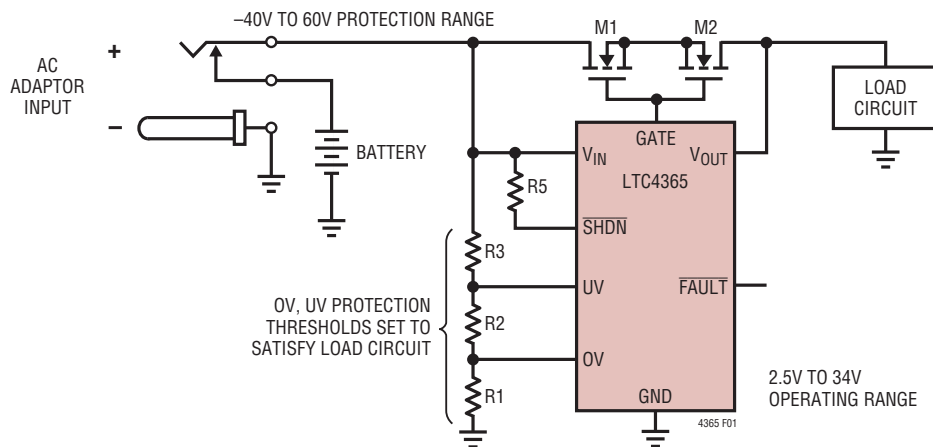 –40V TO 60V PROTECTION RANGE
M1
M2
+
AC
ADAPTOR
INPUT
–
BATTERY
LOAD
CIRCUIT
GATE
VIN
VOUT
LTC4365
R5
SHDN
R3
UV
FAULT
OV, UV PROTECTION
THRESHOLDS SET TO
SATISFY LOAD CIRCUIT
R2
OV
R1
GND
2.5V TO 34V
OPERATING RANGE
4365 F01